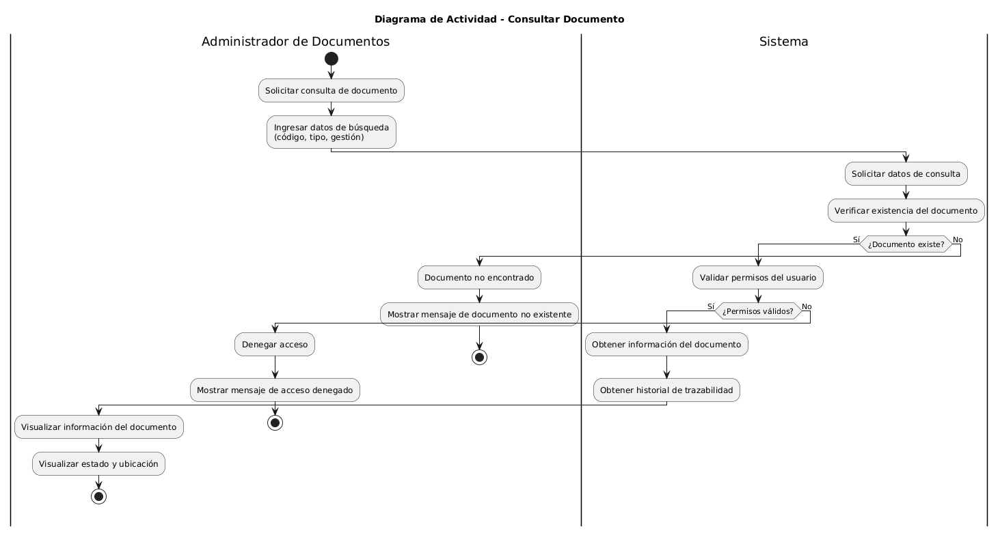 Diagrama de Actividad - Consultar Documento
Administrador de Documentos
Sistema
Solicitar consulta de documento
Ingresar datos de búsqueda
(código, tipo, gestión)
Solicitar datos de consulta
Verificar existencia del documento
Sí
¿Documento existe?
No
Documento no encontrado
Validar permisos del usuario
Mostrar mensaje de documento no existente
Sí
¿Permisos válidos?
No
Denegar acceso
Obtener información del documento
Mostrar mensaje de acceso denegado
Obtener historial de trazabilidad
Visualizar información del documento
Visualizar estado y ubicación